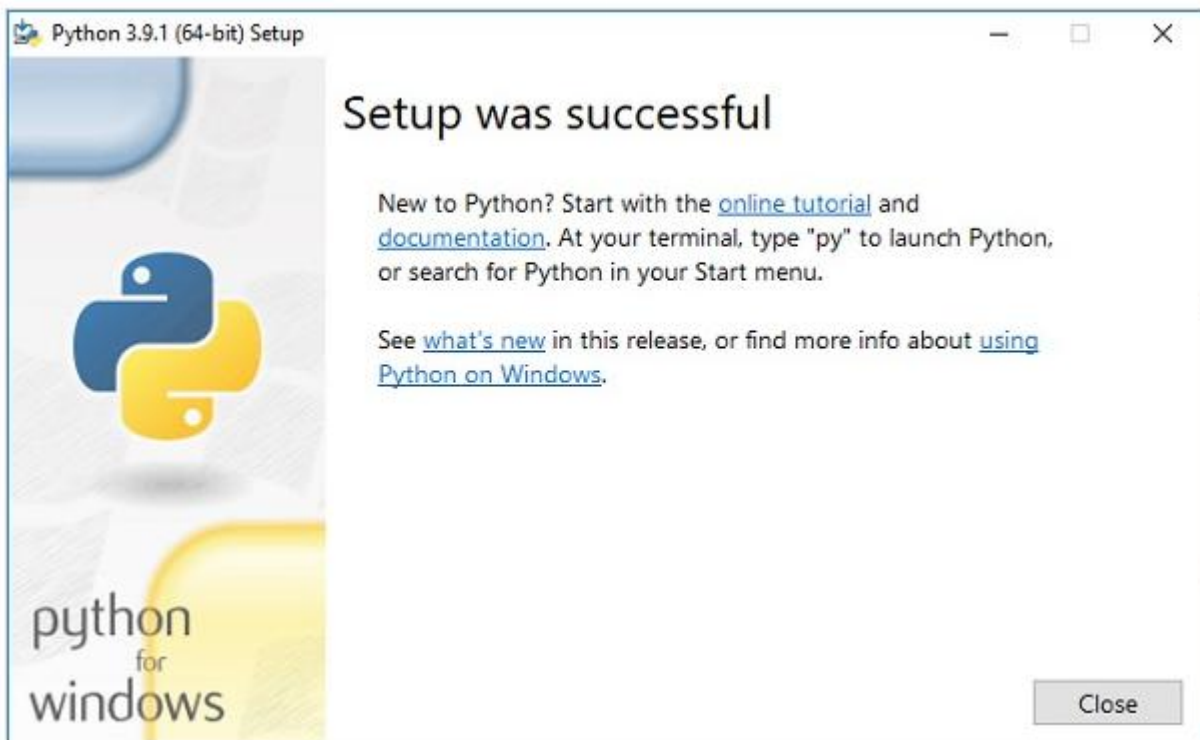 Python 3.9.1 (64-bit) Setup
Setup was successful
New to Python? Start with the online tutorial and
documentation. At your terminal, type "py" to launch Python,
or search for Python in your Start menu.
See what's new in this release, or find more info about using
Python on Windows.
python
for
windows
Close